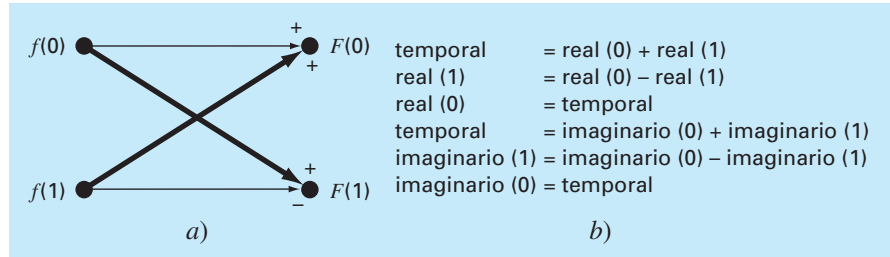 f(0)
+
F(0)
+
f(1)
+
F(1)
–
a)
temporal = real (0) + real (1)
real (1) = real (0) – real (1)
real (0) = temporal
temporal = imaginario (0) + imaginario (1)
imaginario (1) = imaginario (0) – imaginario (1)
imaginario (0) = temporal
b)